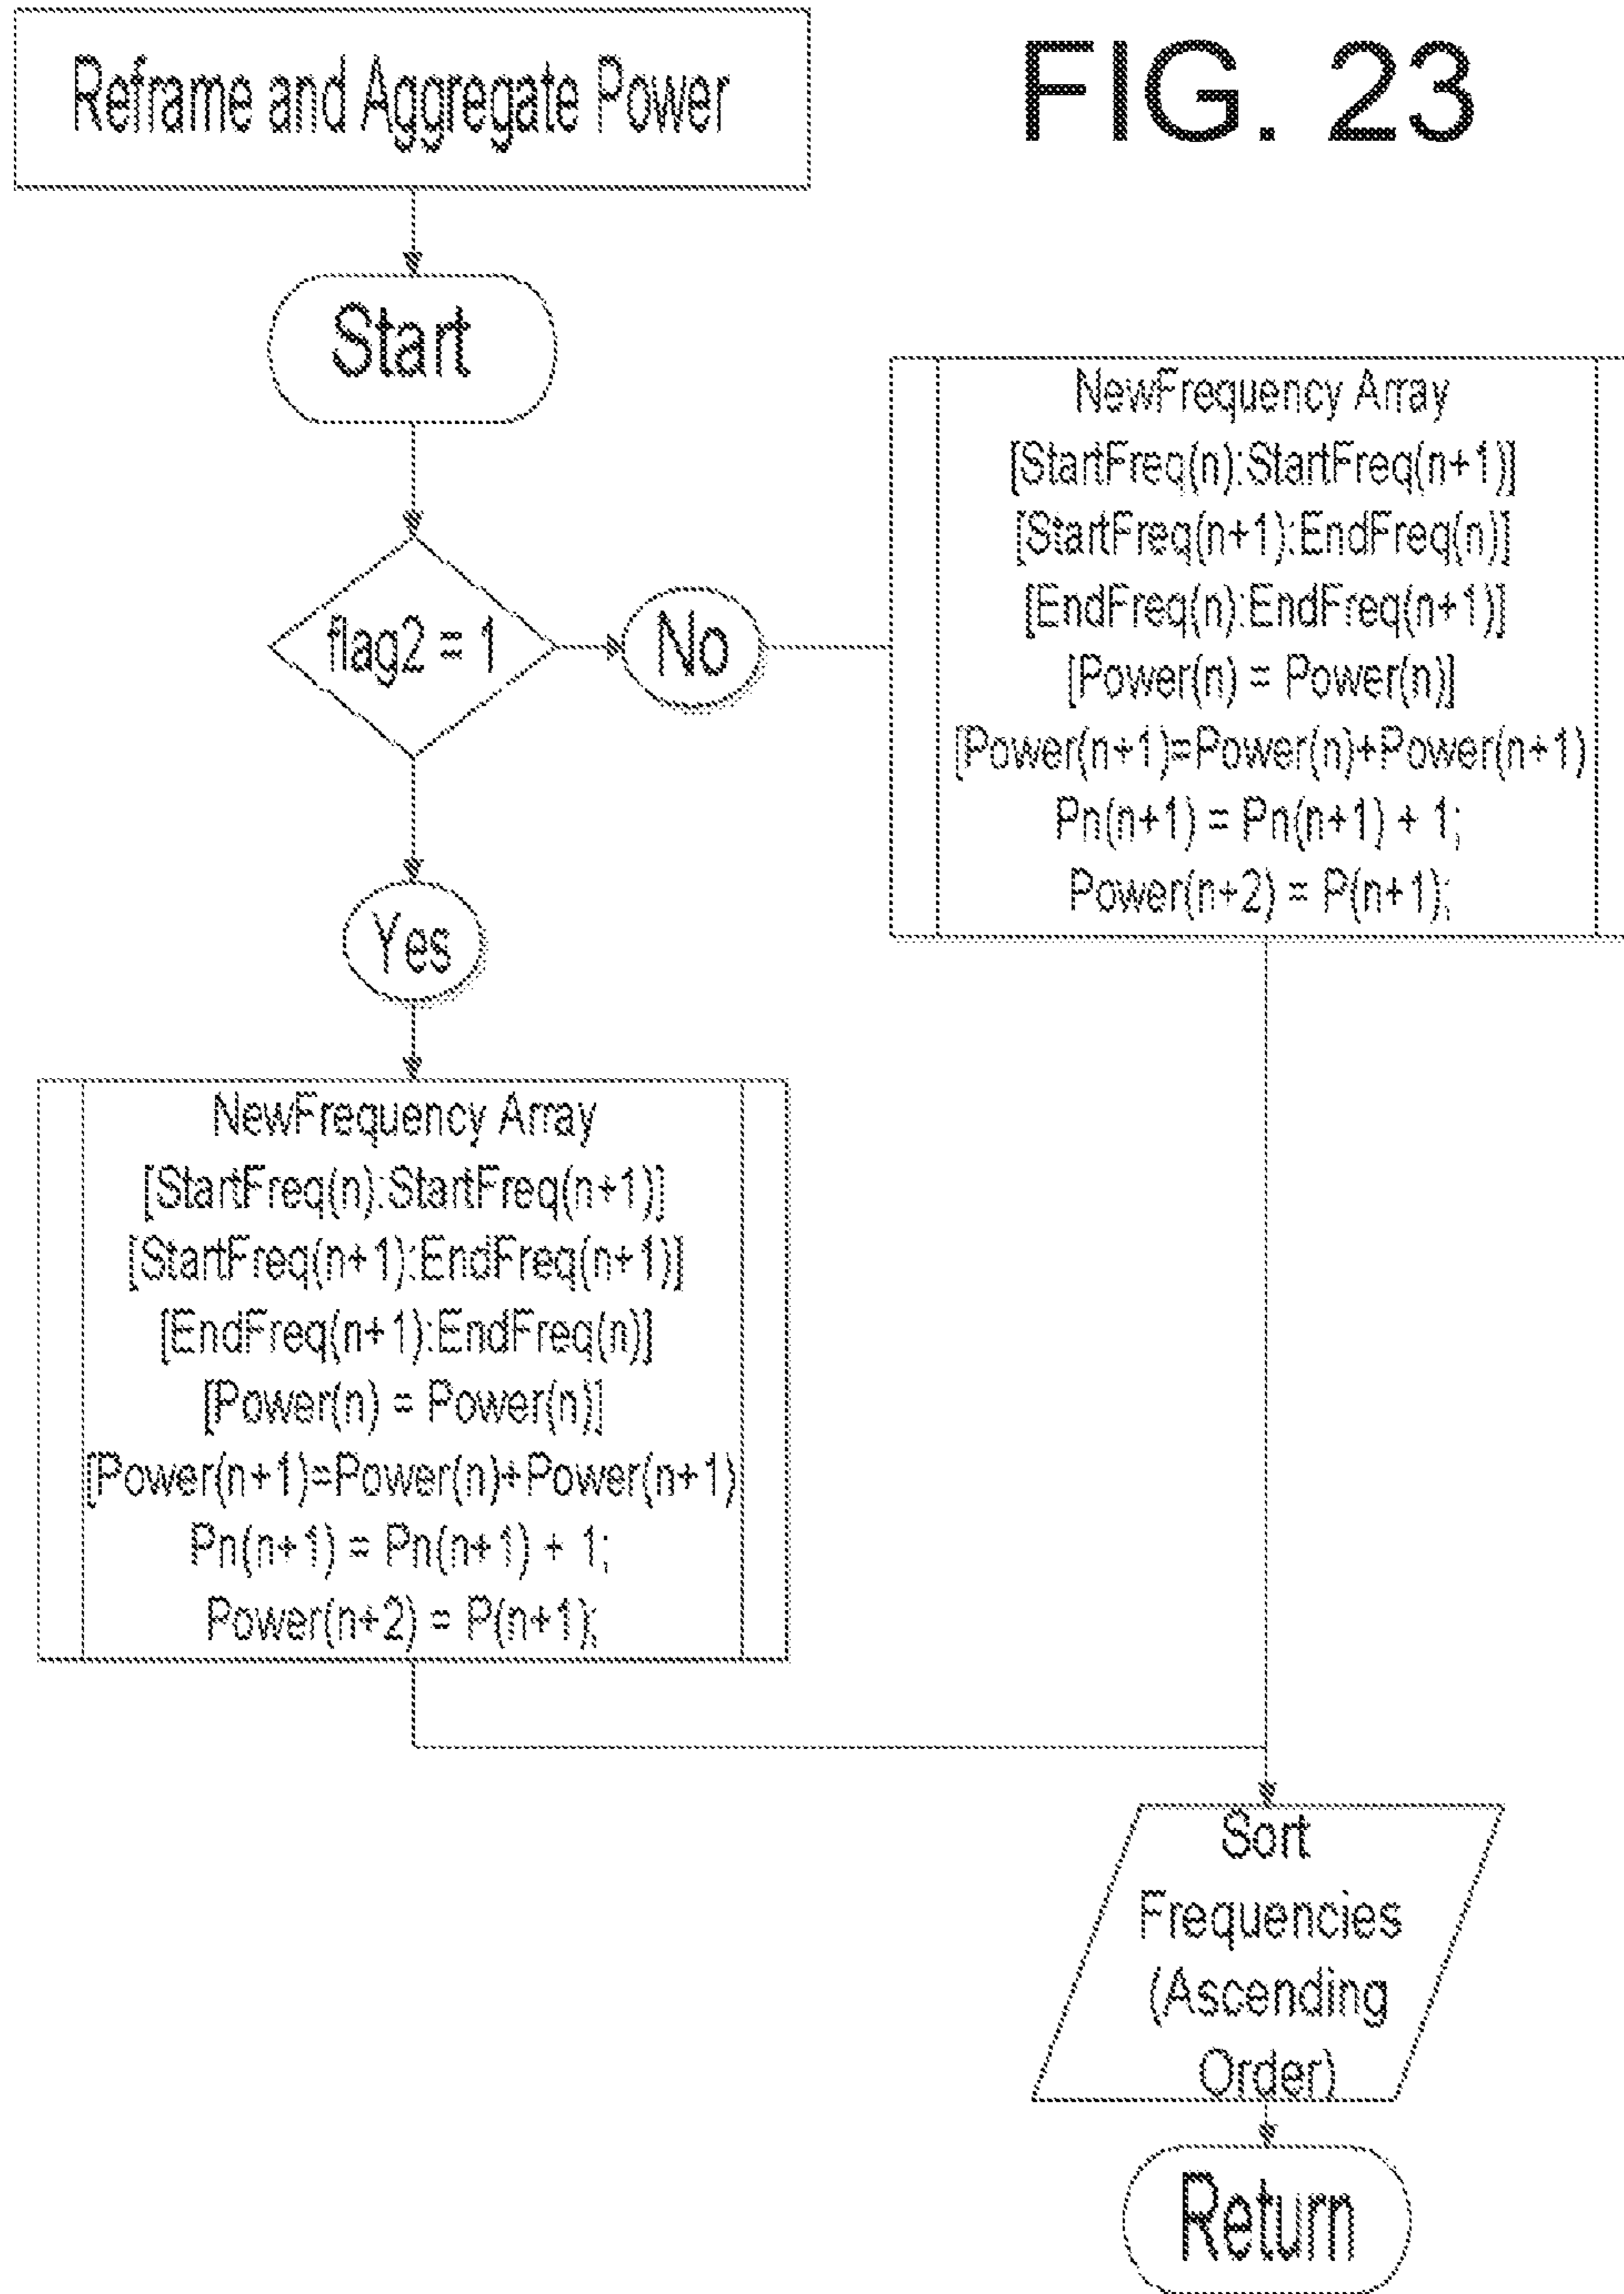 Reframe and Aggregate Power
FIG. 23
Start
flag2 = 1
No
NewFrequency Array
[StartFreq(n):StartFreq(n+1)]
[StartFreq(n+1):EndFreq(n)]
[EndFreq(n):EndFreq(n+1)]
[Power(n) = Power(n)]
[Power(n+1)=Power(n)+Power(n+1)
Pn(n+1) = Pn(n+1) + 1;
Power(n+2) = P(n+1);
Yes
NewFrequency Array
[StartFreq(n):StartFreq(n+1)]
[StartFreq(n+1):EndFreq(n+1)]
[EndFreq(n+1):EndFreq(n)]
[Power(n) = Power(n)]
[Power(n+1)=Power(n)+Power(n+1)
Pn(n+1) = Pn(n+1) + 1;
Power(n+2) = P(n+1);
Sort
Frequencies
(Ascending
Order)
Return